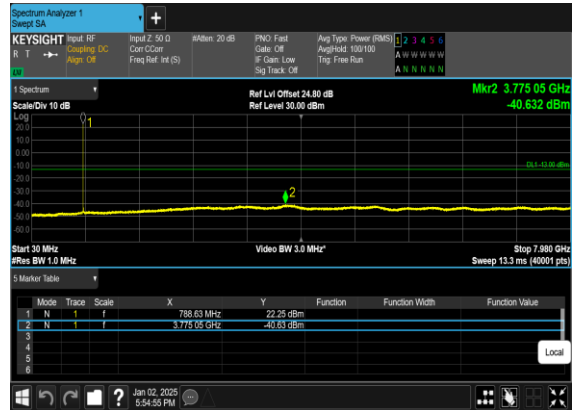 Spectrum Analyzer 1
Swept SA
+
KEYSIGHT Input: RF Input Z: 50 Ω #Atten: 20 dB PNO: Fast Avg Type: Power (RMS) 1 2 3 4 5 6
R T Coupling: DC Corr CCorr Gate: Off Avg|Hold: 100/100 A W W W W W
Align: Off Freq Ref: Int (S) IF Gain: Low Trig: Free Run
LW Sig Track: Off A N N N N N
1 Spectrum Ref Lvl Offset 24.80 dB Mkr2 3.775 05 GHz
Scale/Div 10 dB Ref Level 30.00 dBm -40.632 dBm
Log
20.0
10.0
0.00
-10.0
-20.0
-30.0
-40.0
-50.0
-60.0
1
DL1 -13.00 dBm
2
Start 30 MHz Video BW 3.0 MHz* Stop 7.980 GHz
#Res BW 1.0 MHz Sweep 13.3 ms (40001 pts)
5 Marker Table
Mode Trace Scale X Y Function Function Width Function Value
1 N 1 f 788.63 MHz 22.25 dBm
2 N 1 f 3.775 05 GHz -40.63 dBm
3
4
5
6
Local
? Jan 02, 2025
5:54:55 PM